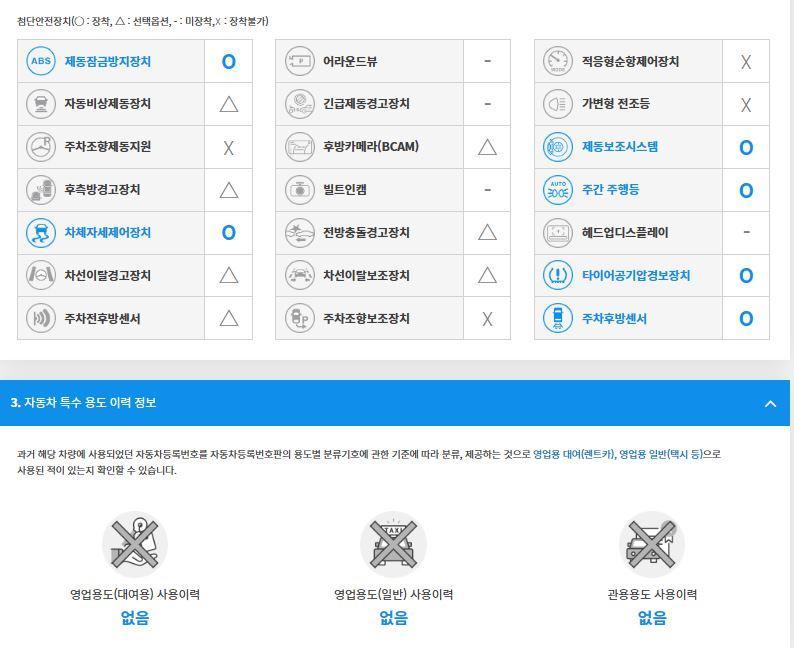 첨단안전장치(○ : 장착, △ : 선택옵션, - : 미장착,X : 장착불가)
ABS 제동잠금방지장치 O
P 어라운드뷰 -
MODE 적응형순항제어장치 X
자동비상제동장치 △
긴급제동경고장치 -
가변형 전조등 X
P 주차조향제동지원 X
후방카메라(BCAM) △
제동보조시스템 O
후측방경고장치 △
빌트인캠 -
AUTO 주간 주행등 O
차체자세제어장치 O
전방충돌경고장치 △
헤드업디스플레이 -
차선이탈경고장치 △
차선이탈보조장치 △
타이어공기압경보장치 O
주차전후방센서 △
P 주차조향보조장치 X
주차후방센서 O
3. 자동차 특수 용도 이력 정보
과거 해당 차량에 사용되었던 자동차등록번호를 자동차등록번호판의 용도별 분류기호에 관한 기준에 따라 분류, 제공하는 것으로 영업용 대여(렌트카), 영업용 일반(택시 등)으로
사용된 적이 있는지 확인할 수 있습니다.
TAXI
영업용도(대여용) 사용이력
없음
영업용도(일반) 사용이력
없음
관용용도 사용이력
없음